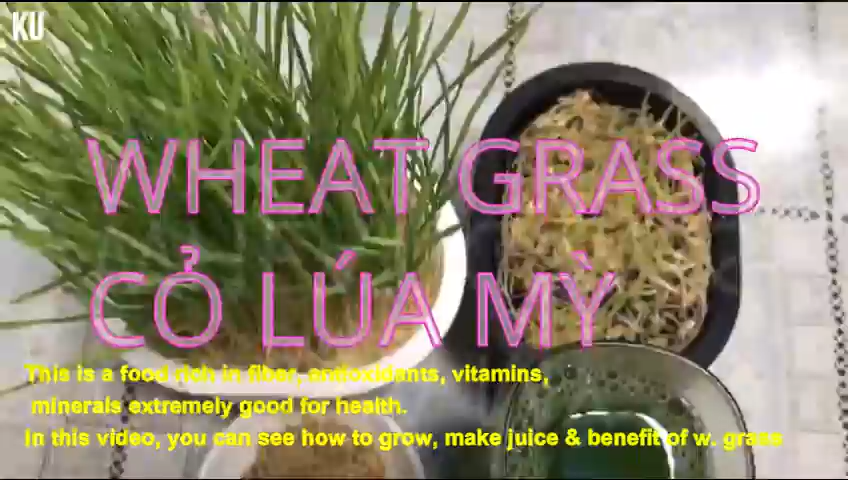 KU
WHEAT GRASS
CỎ LÚA MỲ
This is a food rich in fiber, antioxidants, vitamins,
minerals extremely good for health.
In this video, you can see how to grow, make juice & benefit of w. grass